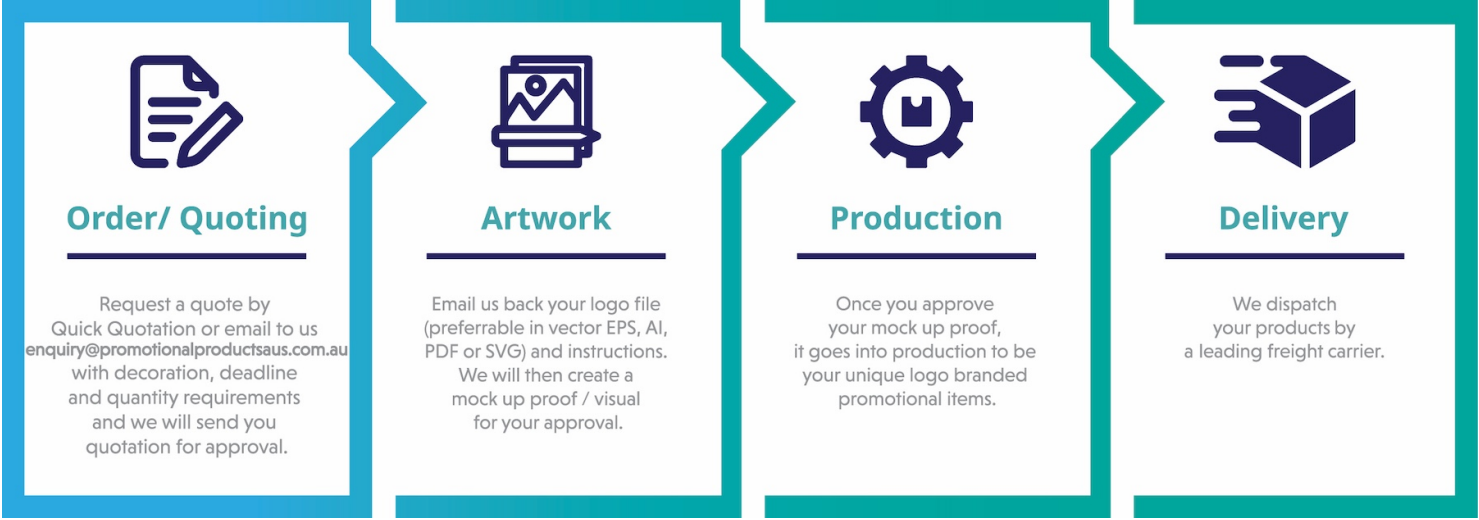 Order/ Quoting
Request a quote by
Quick Quotation or email to us
enquiry@promotionalproductsaus.com.au
with decoration, deadline
and quantity requirements
and we will send you
quotation for approval.
Artwork
Email us back your logo file
(preferrable in vector EPS, AI,
PDF or SVG) and instructions.
We will then create a
mock up proof / visual
for your approval.
Production
Once you approve
your mock up proof,
it goes into production to be
your unique logo branded
promotional items.
Delivery
We dispatch
your products by
a leading freight carrier.